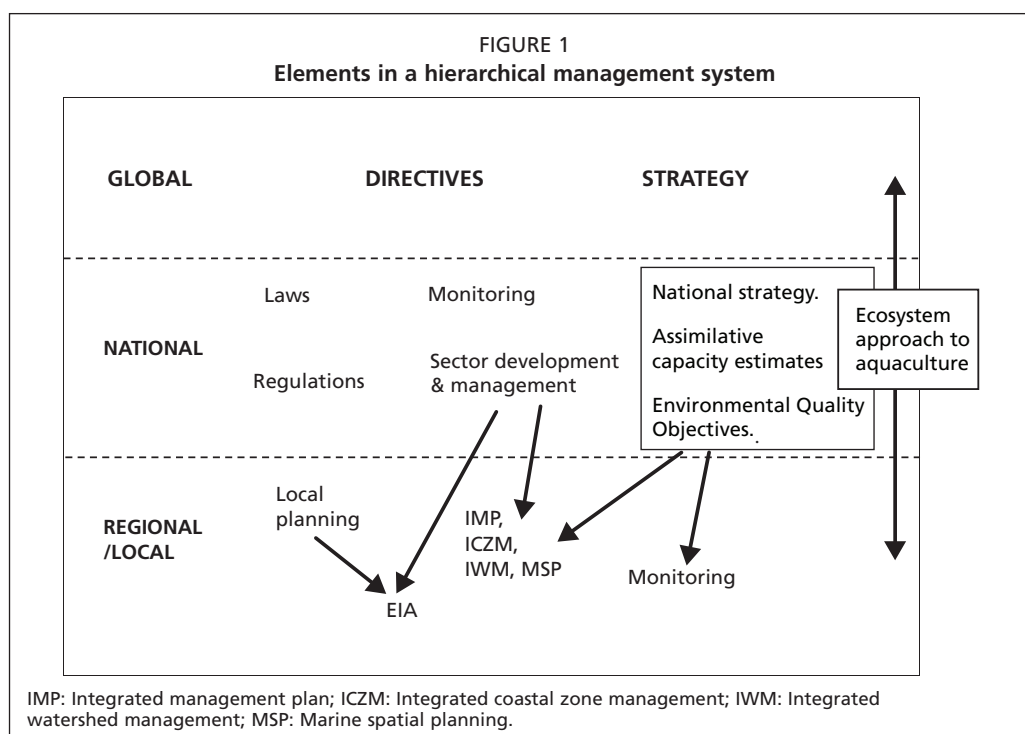 FIGURE 1
Elements in a hierarchical management system
GLOBAL
DIRECTIVES
STRATEGY
NATIONAL
Laws
Monitoring
Regulations
Sector development
& management
National strategy.
Assimilative
capacity estimates
Environmental Quality
Objectives.
Ecosystem
approach to
aquaculture
REGIONAL
/LOCAL
Local
planning
EIA
IMP,
ICZM,
IWM, MSP
Monitoring
IMP: Integrated management plan; ICZM: Integrated coastal zone management; IWM: Integrated
watershed management; MSP: Marine spatial planning.